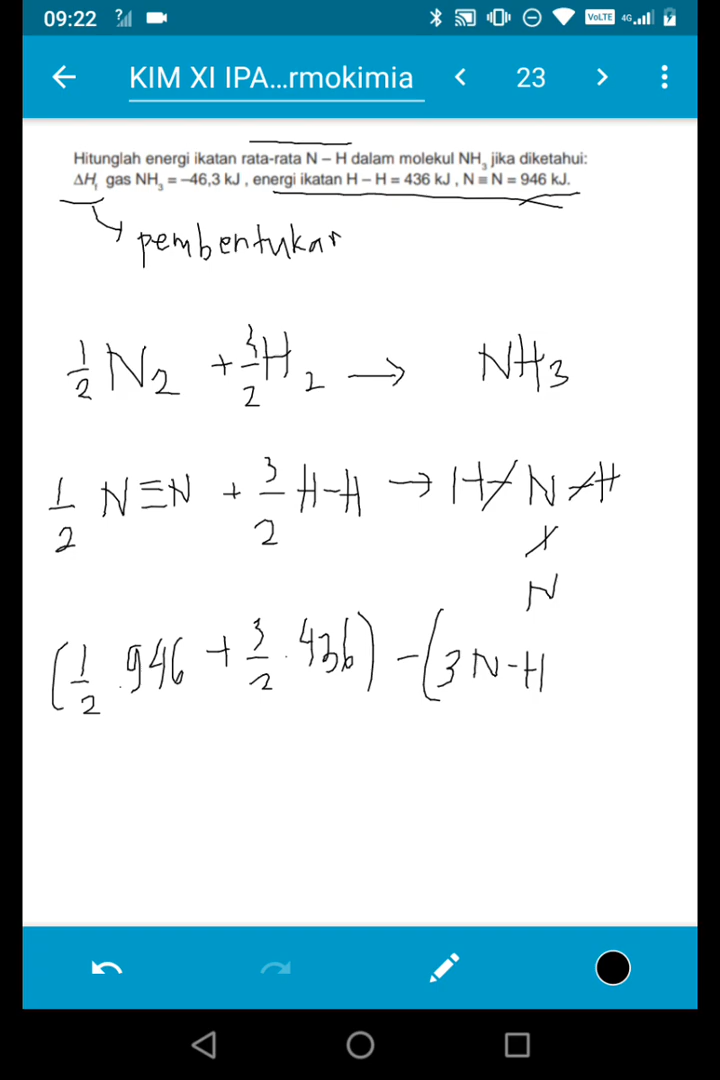 09:22 ? VoLTE 4G
KIM XI IPA...rmokimia < 23 >
Hitunglah energi ikatan rata-rata N – H dalam molekul NH₃ jika diketahui:
ΔHf gas NH₃ = –46,3 kJ , energi ikatan H – H = 436 kJ , N ≡ N = 946 kJ.
pembentukan
1/2 N₂ + 3/2 H₂ → NH₃
1/2 N≡N + 3/2 H-H → H-N-H
N
(1/2 . 946 + 3/2 . 436) - (3 N-H